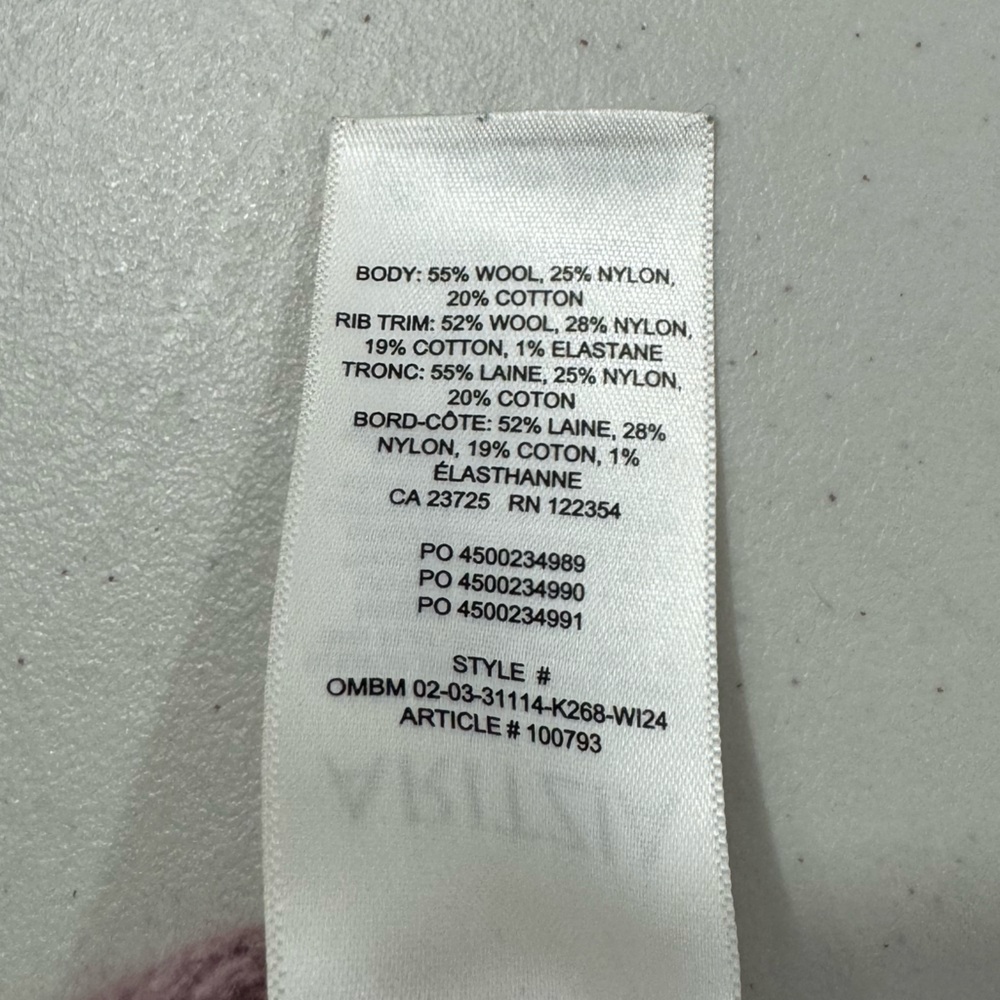 BODY: 55% WOOL, 25% NYLON,
20% COTTON
RIB TRIM: 52% WOOL, 28% NYLON,
19% COTTON, 1% ELASTANE
TRONC: 55% LAINE, 25% NYLON,
20% COTON
BORD-CÔTE: 52% LAINE, 28%
NYLON, 19% COTON, 1%
ÉLASTHANNE
CA 23725 RN 122354
PO 4500234989
PO 4500234990
PO 4500234991
STYLE #
OMBM 02-03-31114-K268-WI24
ARTICLE # 100793